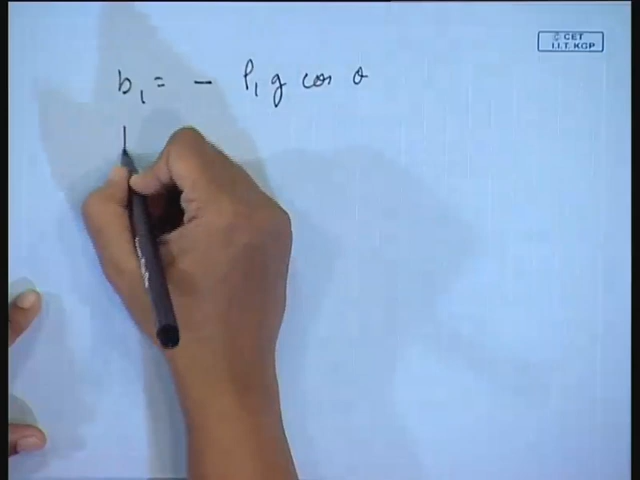 © CET
I.I.T. KGP
b₁ = - ρ₁ g cos θ